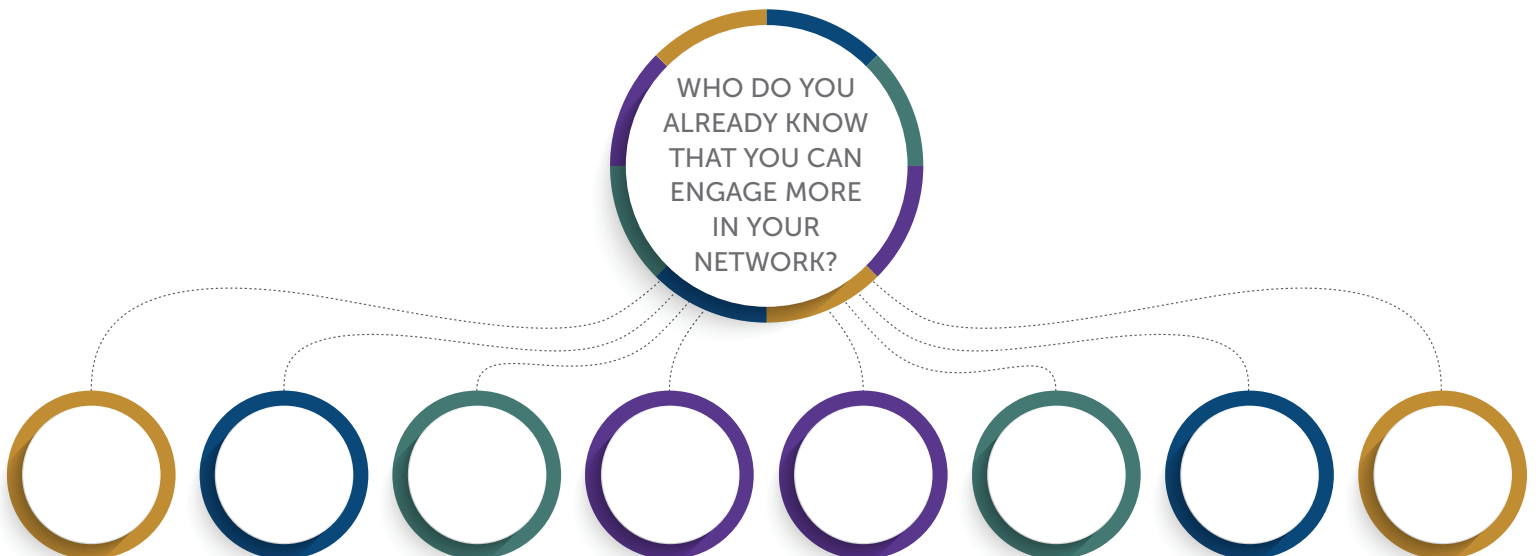 WHO DO YOU
ALREADY KNOW
THAT YOU CAN
ENGAGE MORE
IN YOUR
NETWORK?